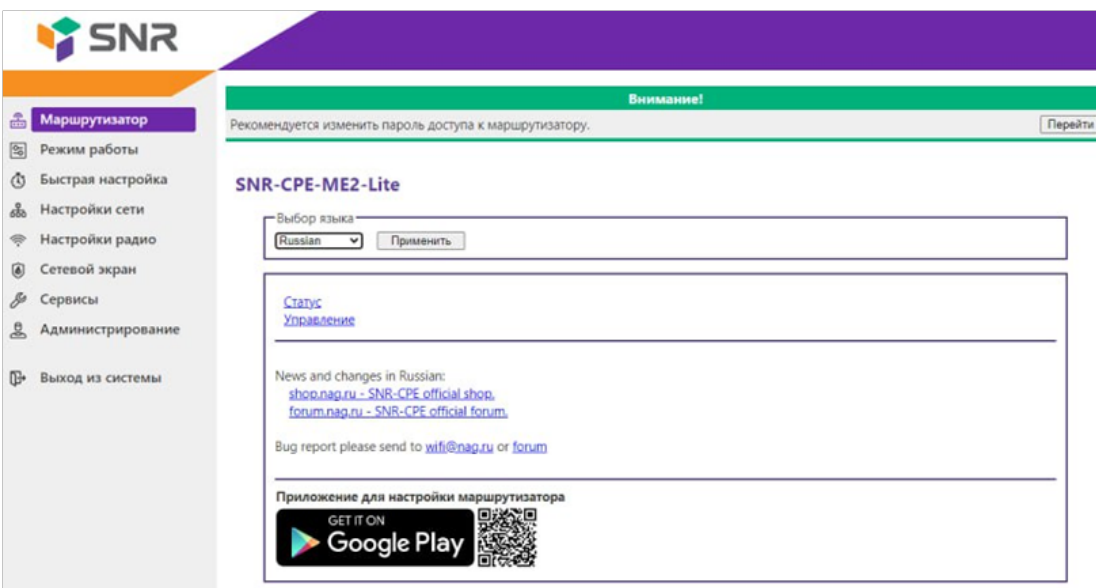 SNR
Внимание!
Рекомендуется изменить пароль доступа к маршрутизатору.
Перейти
Маршрутизатор
Режим работы
Быстрая настройка
Настройки сети
Настройки радио
Сетевой экран
Сервисы
Администрирование
Выход из системы
SNR-CPE-ME2-Lite
Выбор языка
Russian
Применить
Статус
Управление
News and changes in Russian:
shop.nag.ru - SNR-CPE official shop.
forum.nag.ru - SNR-CPE official forum.
Bug report please send to wifi@nag.ru or forum
Приложение для настройки маршрутизатора
GET IT ON
Google Play